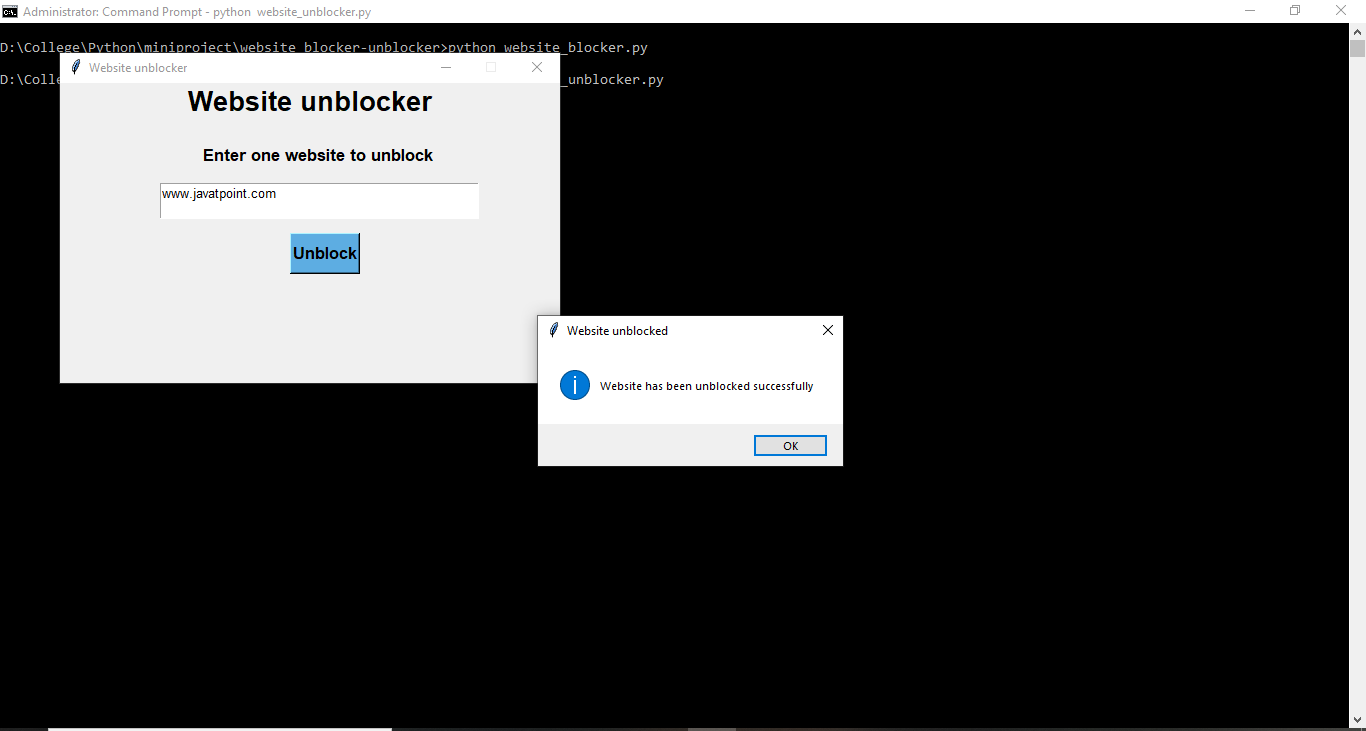 Administrator: Command Prompt - python  website_unblocker.py
D:\College\Python\miniproject\website_blocker-unblocker>python website_blocker.py
D:\Colle
_unblocker.py
Website unblocker
Website unblocker
Enter one website to unblock
www.javatpoint.com
Unblock
Website unblocked
Website has been unblocked successfully
OK